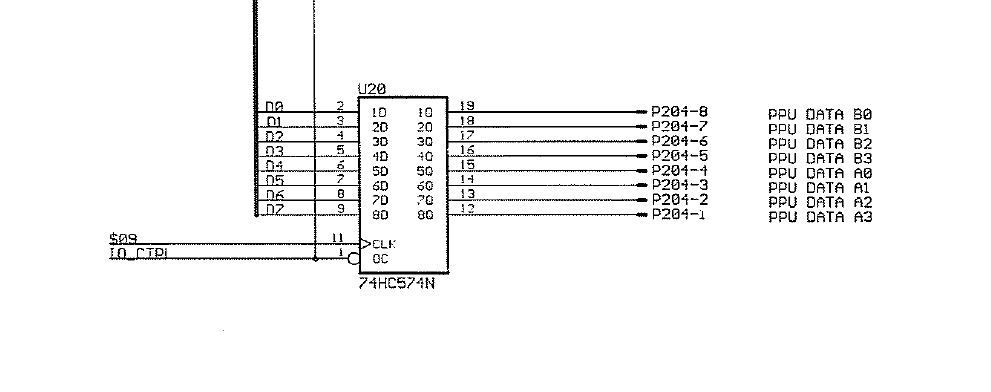 U20
D0 2 1D 1Q 19 P204-8 PPU DATA B0
D1 3 2D 2Q 18 P204-7 PPU DATA B1
D2 4 3D 3Q 17 P204-6 PPU DATA B2
D3 5 4D 4Q 16 P204-5 PPU DATA B3
D4 6 5D 5Q 15 P204-4 PPU DATA A0
D5 7 6D 6Q 14 P204-3 PPU DATA A1
D6 8 7D 7Q 13 P204-2 PPU DATA A2
D7 9 8D 8Q 12 P204-1 PPU DATA A3
$09 11 CLK
IO_CTRL 1 OC
74HC574N